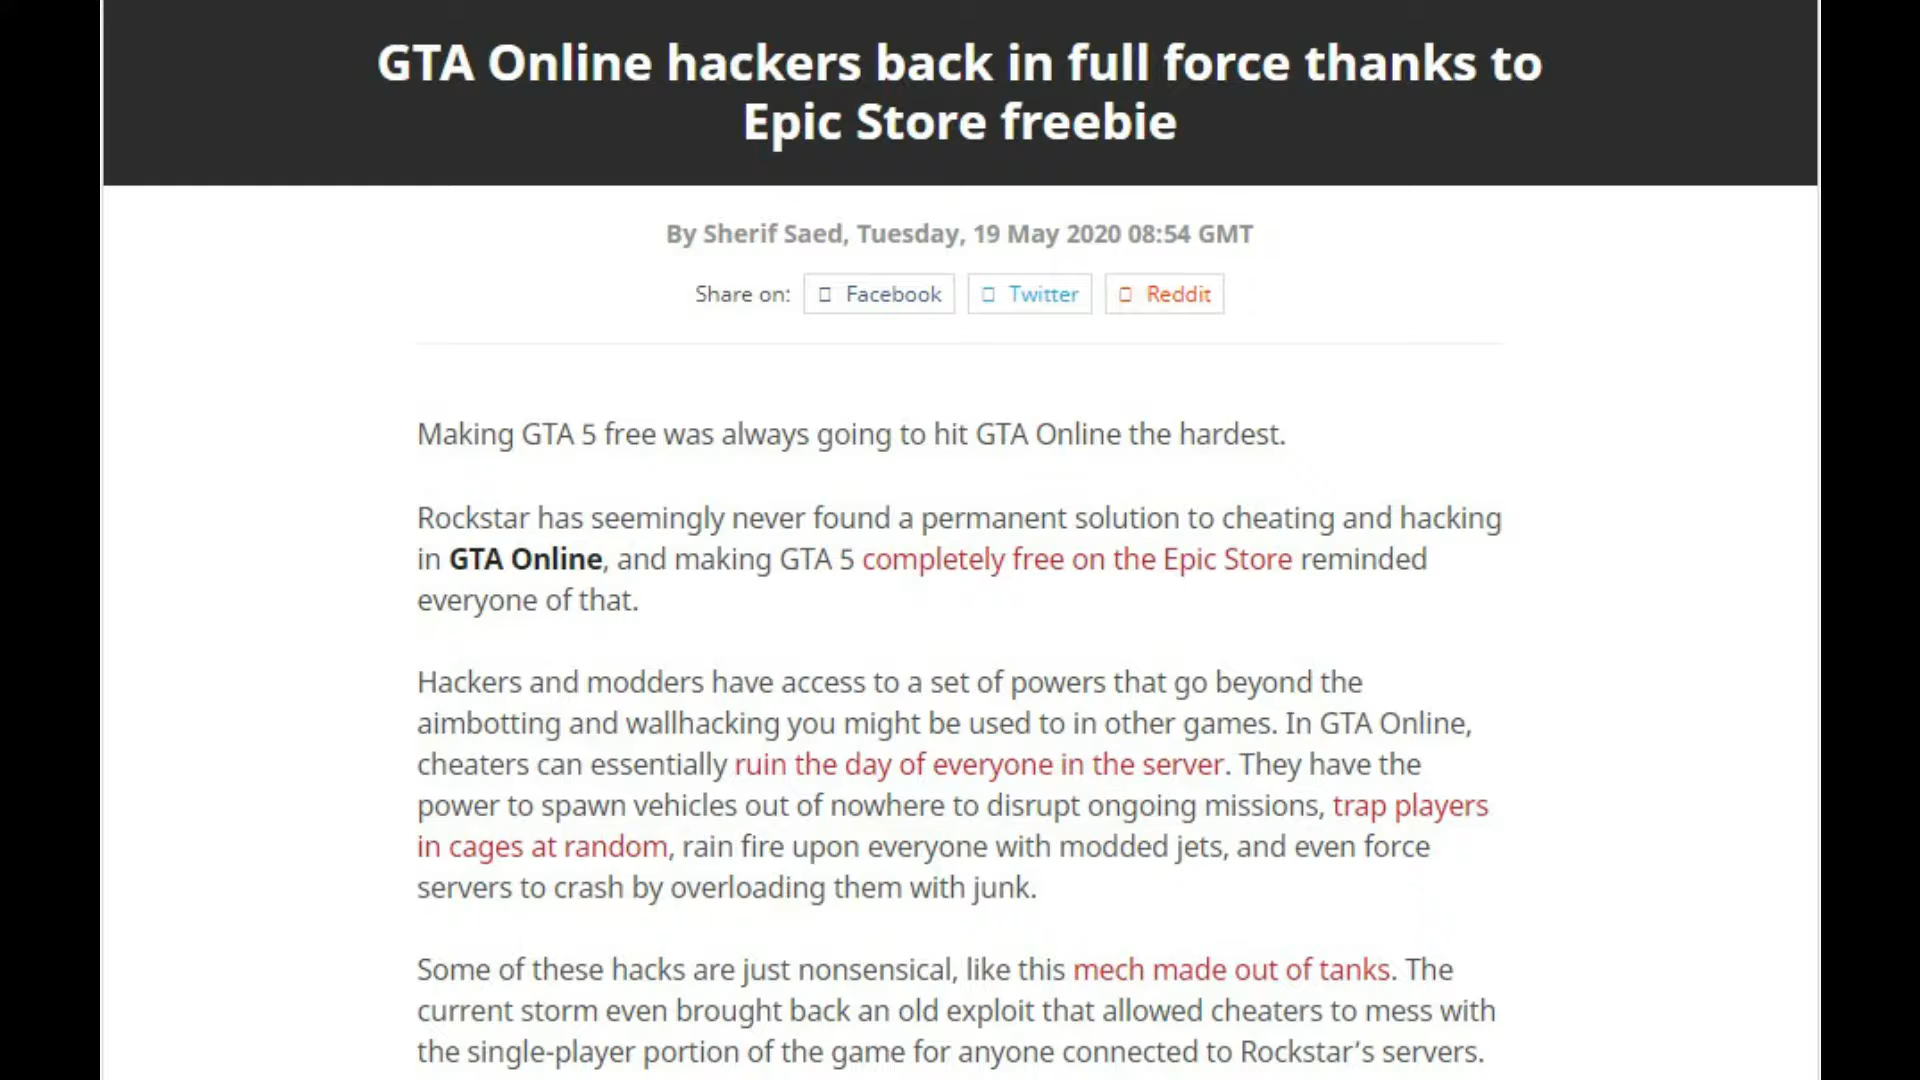 GTA Online hackers back in full force thanks to
Epic Store freebie
By Sherif Saed, Tuesday, 19 May 2020 08:54 GMT
Share on: Facebook Twitter Reddit
Making GTA 5 free was always going to hit GTA Online the hardest.
Rockstar has seemingly never found a permanent solution to cheating and hacking
in GTA Online, and making GTA 5 completely free on the Epic Store reminded
everyone of that.
Hackers and modders have access to a set of powers that go beyond the
aimbotting and wallhacking you might be used to in other games. In GTA Online,
cheaters can essentially ruin the day of everyone in the server. They have the
power to spawn vehicles out of nowhere to disrupt ongoing missions, trap players
in cages at random, rain fire upon everyone with modded jets, and even force
servers to crash by overloading them with junk.
Some of these hacks are just nonsensical, like this mech made out of tanks. The
current storm even brought back an old exploit that allowed cheaters to mess with
the single-player portion of the game for anyone connected to Rockstar’s servers.